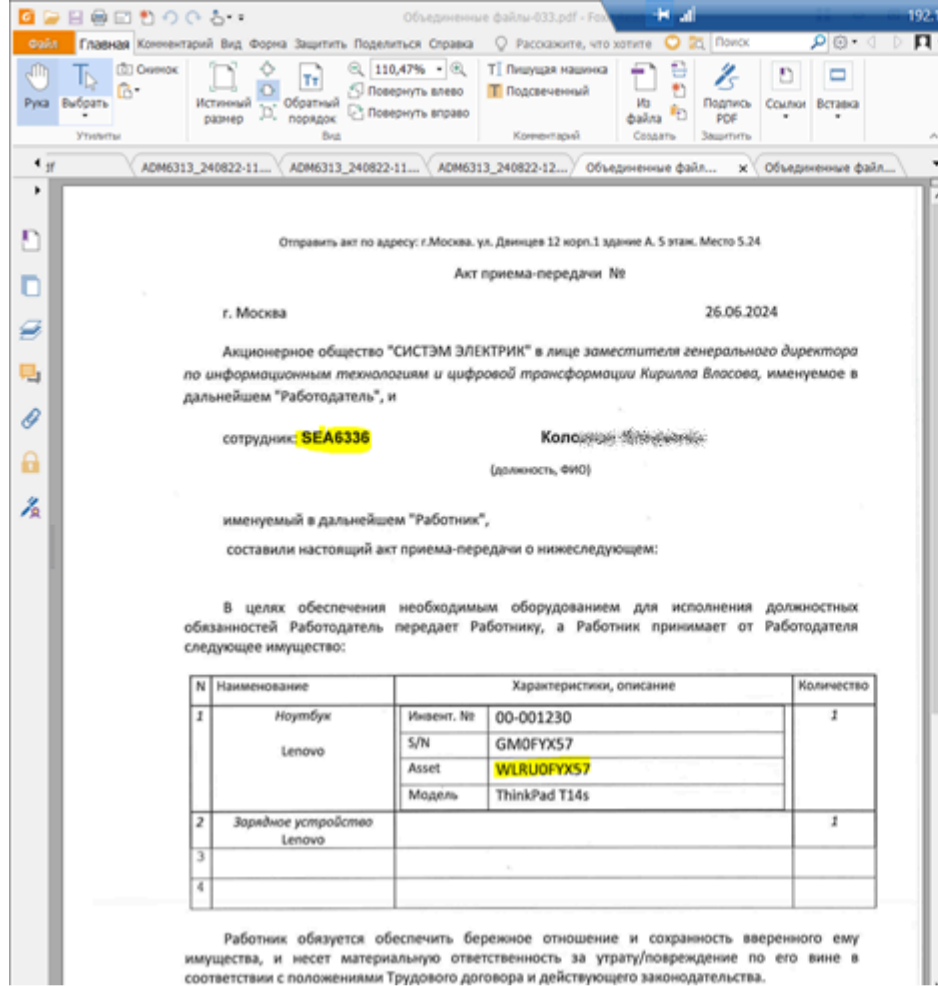 Объединенные файлы-033.pdf - Fox
192.1
Файл Главная Комментарий Вид Форма Защитить Поделиться Справка Расскажите, что хотите Поиск
Рука
Выбрать
Снимок
Утилиты
Истинный размер
Обратный порядок
110,47%
Повернуть влево
Повернуть вправо
Вид
Пишущая машинка
Подсвеченный
Комментарий
Из файла
Создать
Подпись PDF
Защитить
Ссылки
Вставка
ADM6313_240822-11... ADM6313_240822-11... ADM6313_240822-12... Объединенные файл... x Объединенные файл...
Отправить акт по адресу: г.Москва. ул. Двинцев 12 корп.1 здание А. 5 этаж. Место 5.24
Акт приема-передачи №
г. Москва 26.06.2024
Акционерное общество "СИСТЭМ ЭЛЕКТРИК" в лице заместителя генерального директора
по информационным технологиям и цифровой трансформации Кирилла Власова, именуемое в
дальнейшем "Работодатель", и
сотрудник: SEA6336
(должность, ФИО)
именуемый в дальнейшем "Работник",
составили настоящий акт приема-передачи о нижеследующем:
В целях обеспечения необходимым оборудованием для исполнения должностных
обязанностей Работодатель передает Работнику, а Работник принимает от Работодателя
следующее имущество:
N Наименование Характеристики, описание Количество
1 Ноутбук Lenovo 1
Инвент. № 00-001230
S/N GM0FYX57
Asset WLRU0FYX57
Модель ThinkPad T14s
2 Зарядное устройство 1
Lenovo
3
4
Работник обязуется обеспечить бережное отношение и сохранность вверенного ему
имущества, и несет материальную ответственность за утрату/повреждение по его вине в
соответствии с положениями Трудового договора и действующего законодательства.